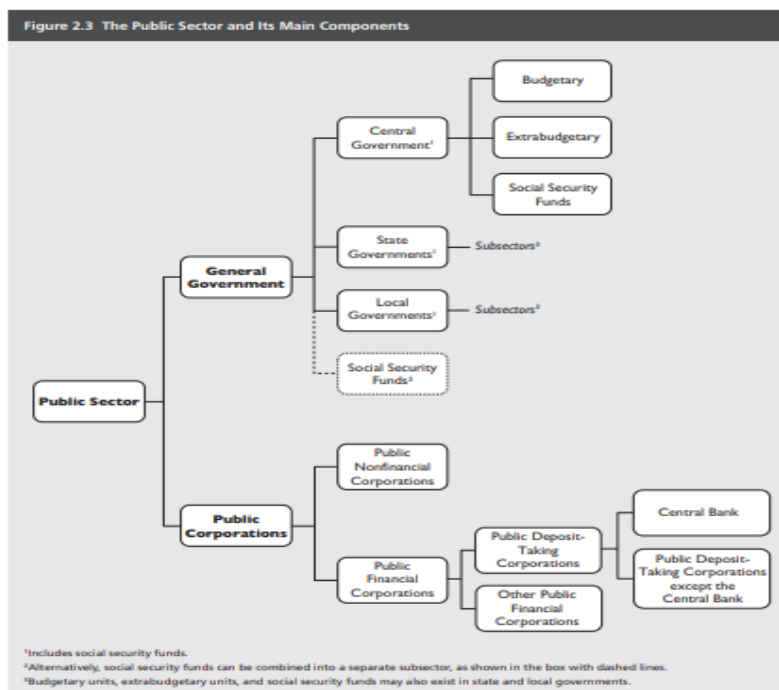 Figure 2.3 The Public Sector and Its Main Components
Budgetary
Central
Government¹
Extrabudgetary
Social Security
Funds
State
Governments¹
Subsectors³
General
Government
Local
Governments¹
Subsectors³
Social Security
Funds²
Public Sector
Public
Nonfinancial
Corporations
Public
Corporations
Public
Financial
Corporations
Public Deposit-
Taking
Corporations
Central Bank
Public Deposit-
Taking Corporations
except the
Central Bank
Other Public
Financial
Corporations
¹Includes social security funds.
²Alternatively, social security funds can be combined into a separate subsector, as shown in the box with dashed lines.
³Budgetary units, extrabudgetary units, and social security funds may also exist in state and local governments.